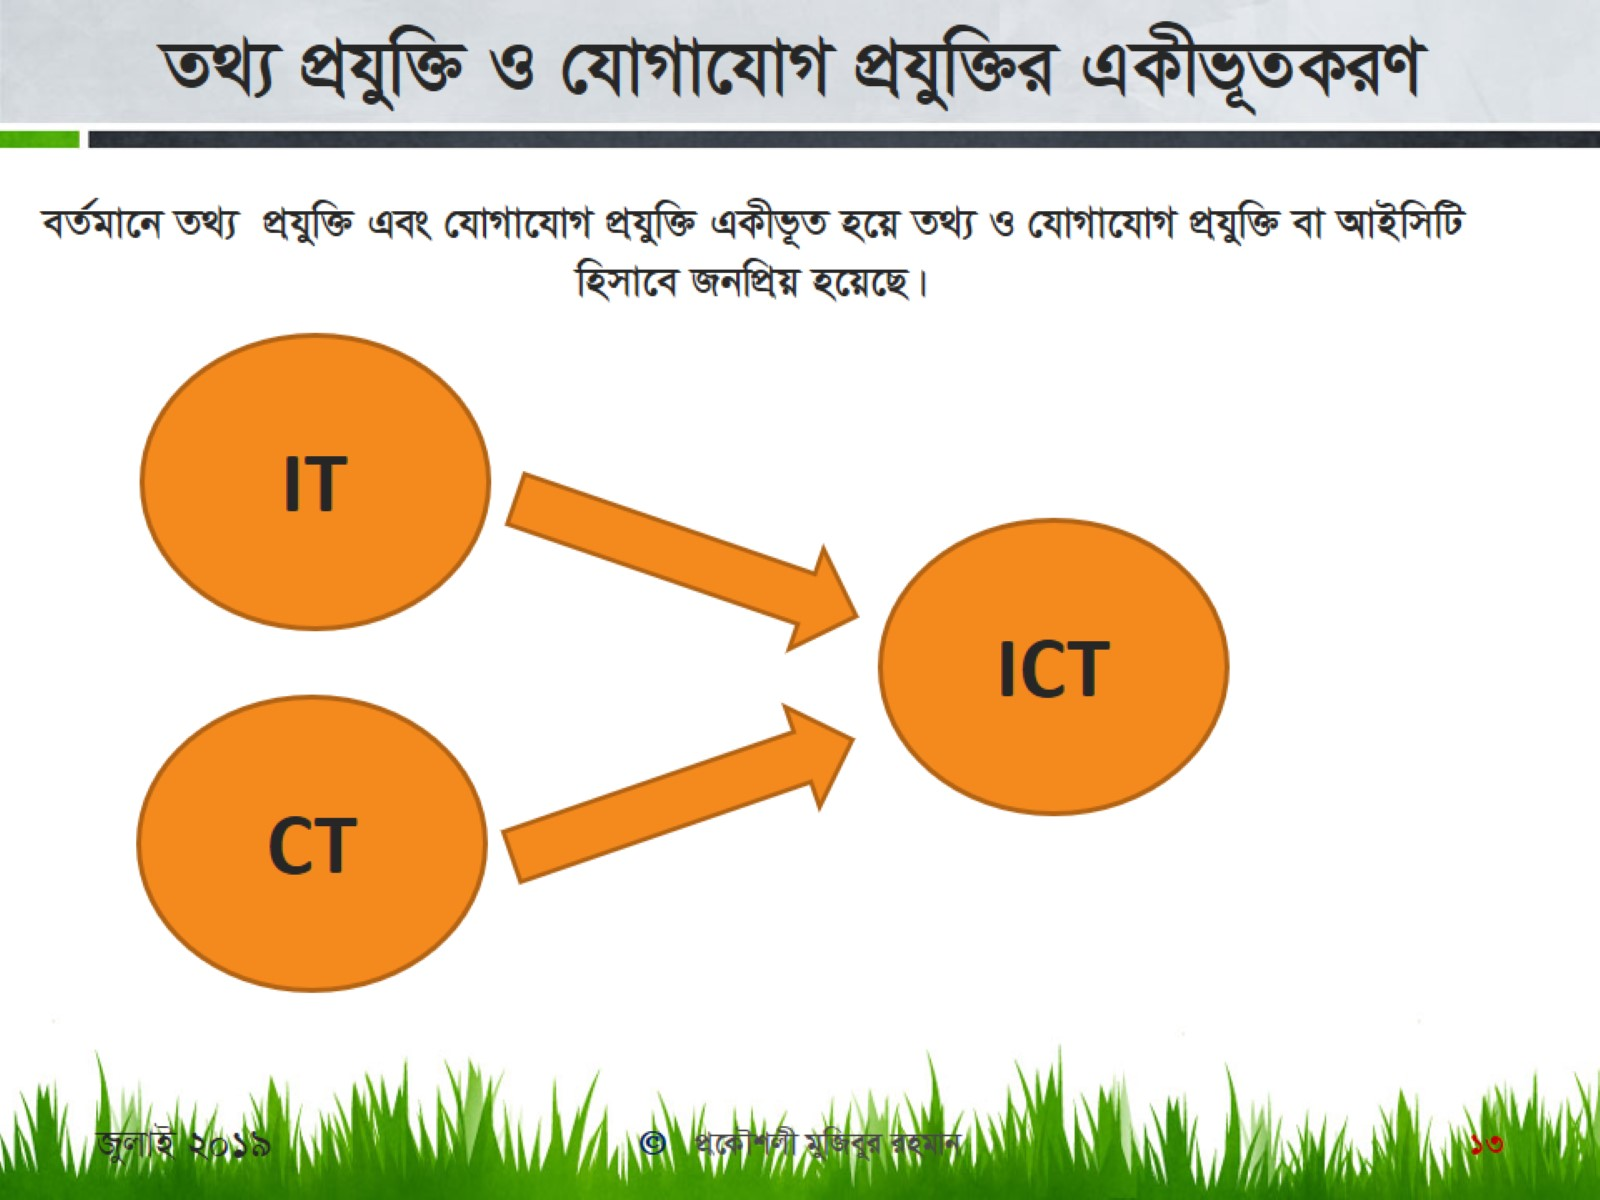 তথ্য প্রযুক্তি ও যোগাযোগ প্রযুক্তির একীভূতকরণ
বর্তমানে তথ্য  প্রযুক্তি এবং যোগাযোগ প্রযুক্তি একীভূত হয়ে তথ্য ও যোগাযোগ প্রযুক্তি বা আইসিটি
হিসাবে জনপ্রিয় হয়েছে।
IT
ICT
CT
জুলাই ২০১৯
© প্রকৌশলী মুজিবুর রহমান
১৩